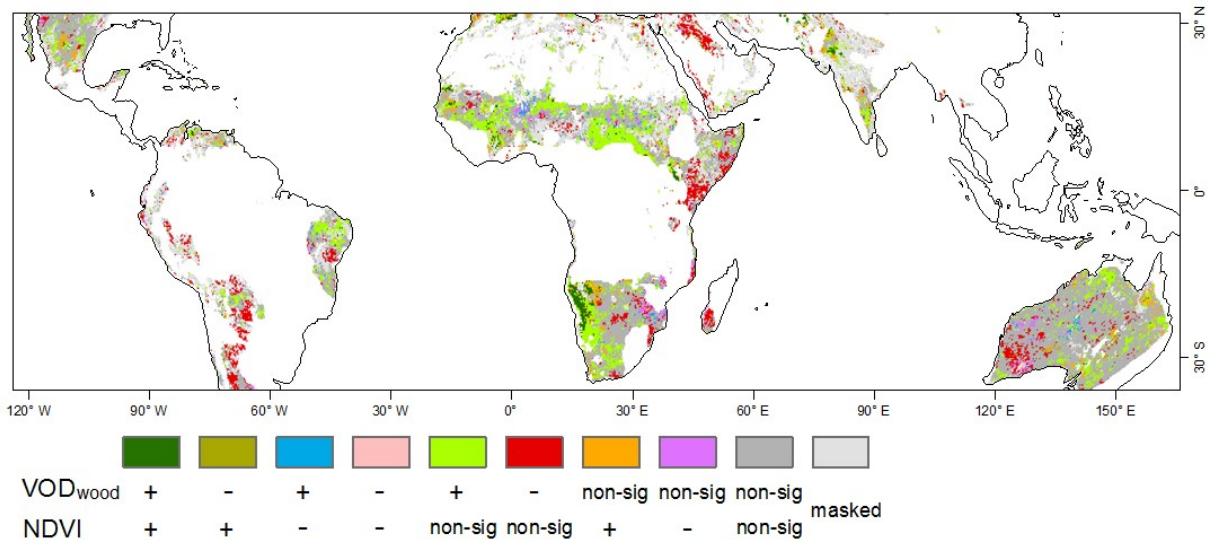 30° N
0°
30° S
120° W 90° W 60° W 30° W 0° 30° E 60° E 90° E 120° E 150° E
VODwood + - + - + - non-sig non-sig non-sig masked
NDVI + + - - non-sig non-sig + - non-sig